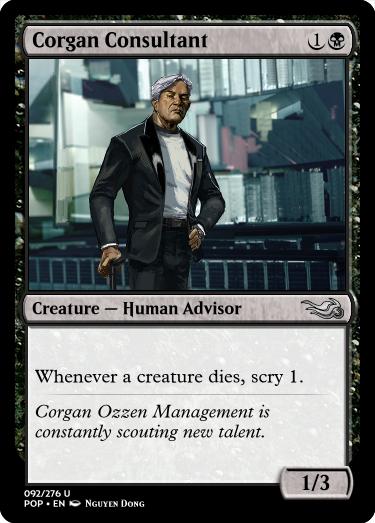 Corgan Consultant 1
Creature — Human Advisor
Whenever a creature dies, scry 1.
Corgan Ozzen Management is
constantly scouting new talent.
1/3
092/276 U
POP • EN Nguyen Dong